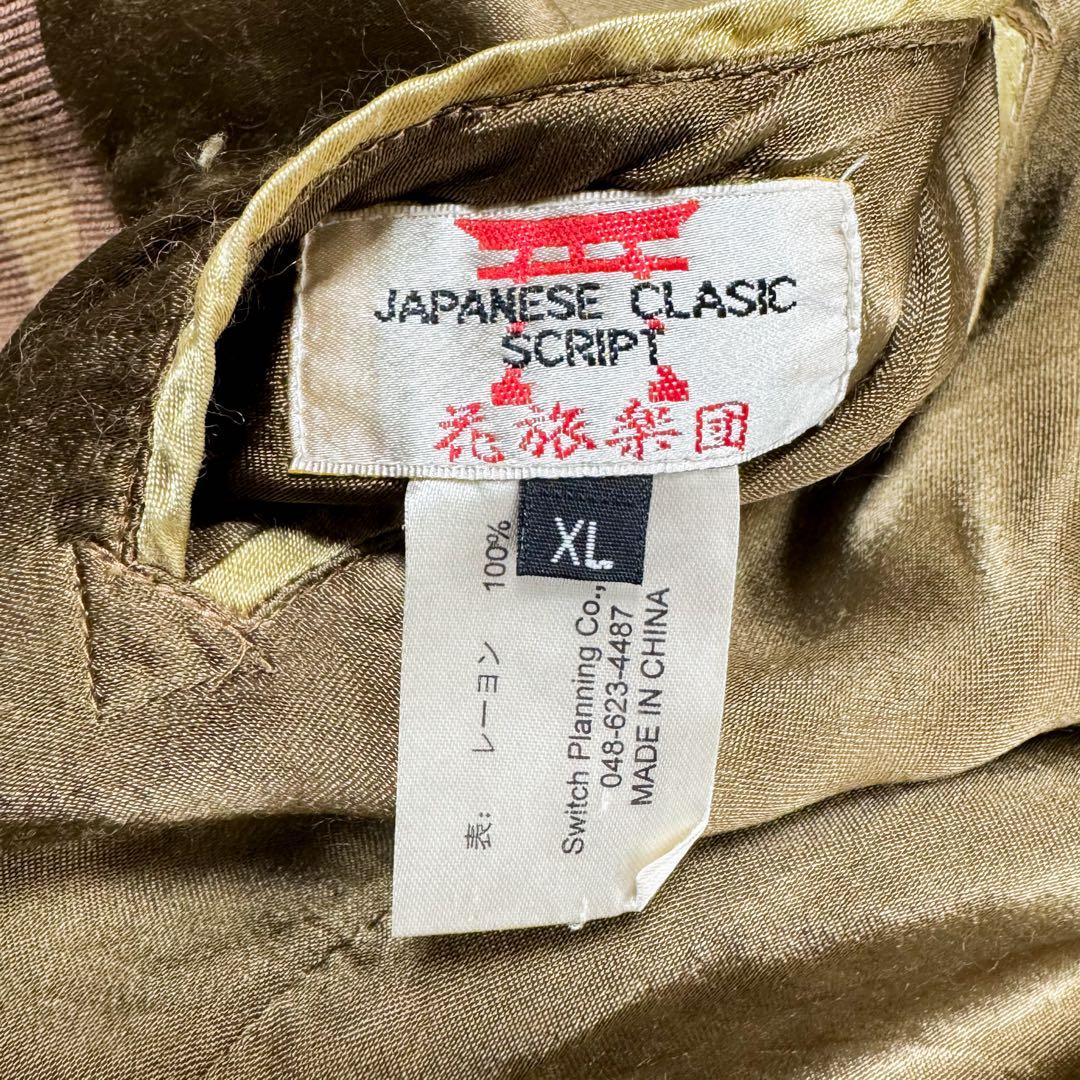 JAPANESE CLASIC
SCRIPT
花旅楽団
XL
表: レーヨン 100%
Switch Planning Co.,
048-623-4487
MADE IN CHINA